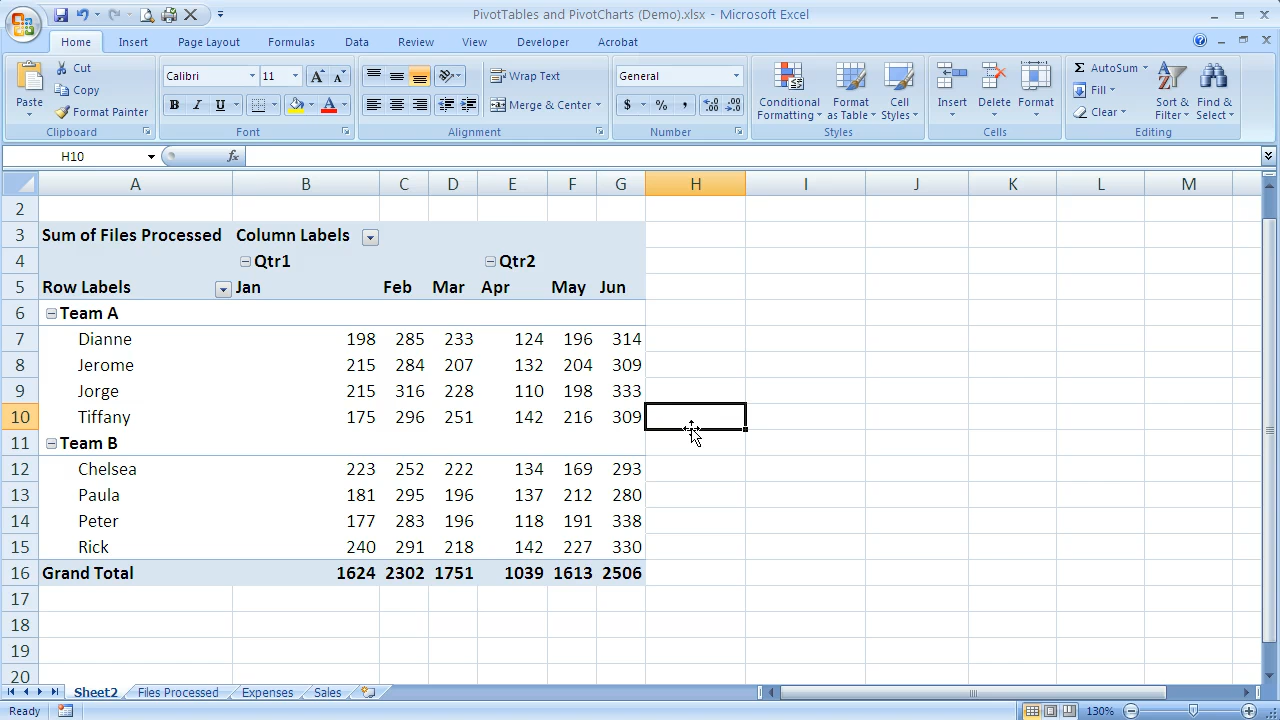 PivotTables and PivotCharts (Demo).xlsx - Microsoft Excel
Home Insert Page Layout Formulas Data Review View Developer Acrobat
Paste
Cut
Copy
Format Painter
Clipboard
Calibri 11
B I U
Font
Wrap Text
Merge & Center
Alignment
General
$ % ,
Number
Conditional Formatting
Format as Table
Cell Styles
Styles
Insert Delete Format
Cells
AutoSum
Fill
Clear
Sort & Filter
Find & Select
Editing
H10 fx
A B C D E F G H I J K L M
2
3 Sum of Files Processed Column Labels
4 Qtr1 Qtr2
5 Row Labels Jan Feb Mar Apr May Jun
6 Team A
7 Dianne 198 285 233 124 196 314
8 Jerome 215 284 207 132 204 309
9 Jorge 215 316 228 110 198 333
10 Tiffany 175 296 251 142 216 309
11 Team B
12 Chelsea 223 252 222 134 169 293
13 Paula 181 295 196 137 212 280
14 Peter 177 283 196 118 191 338
15 Rick 240 291 218 142 227 330
16 Grand Total 1624 2302 1751 1039 1613 2506
17
18
19
20
Sheet2 Files Processed Expenses Sales
Ready 130%